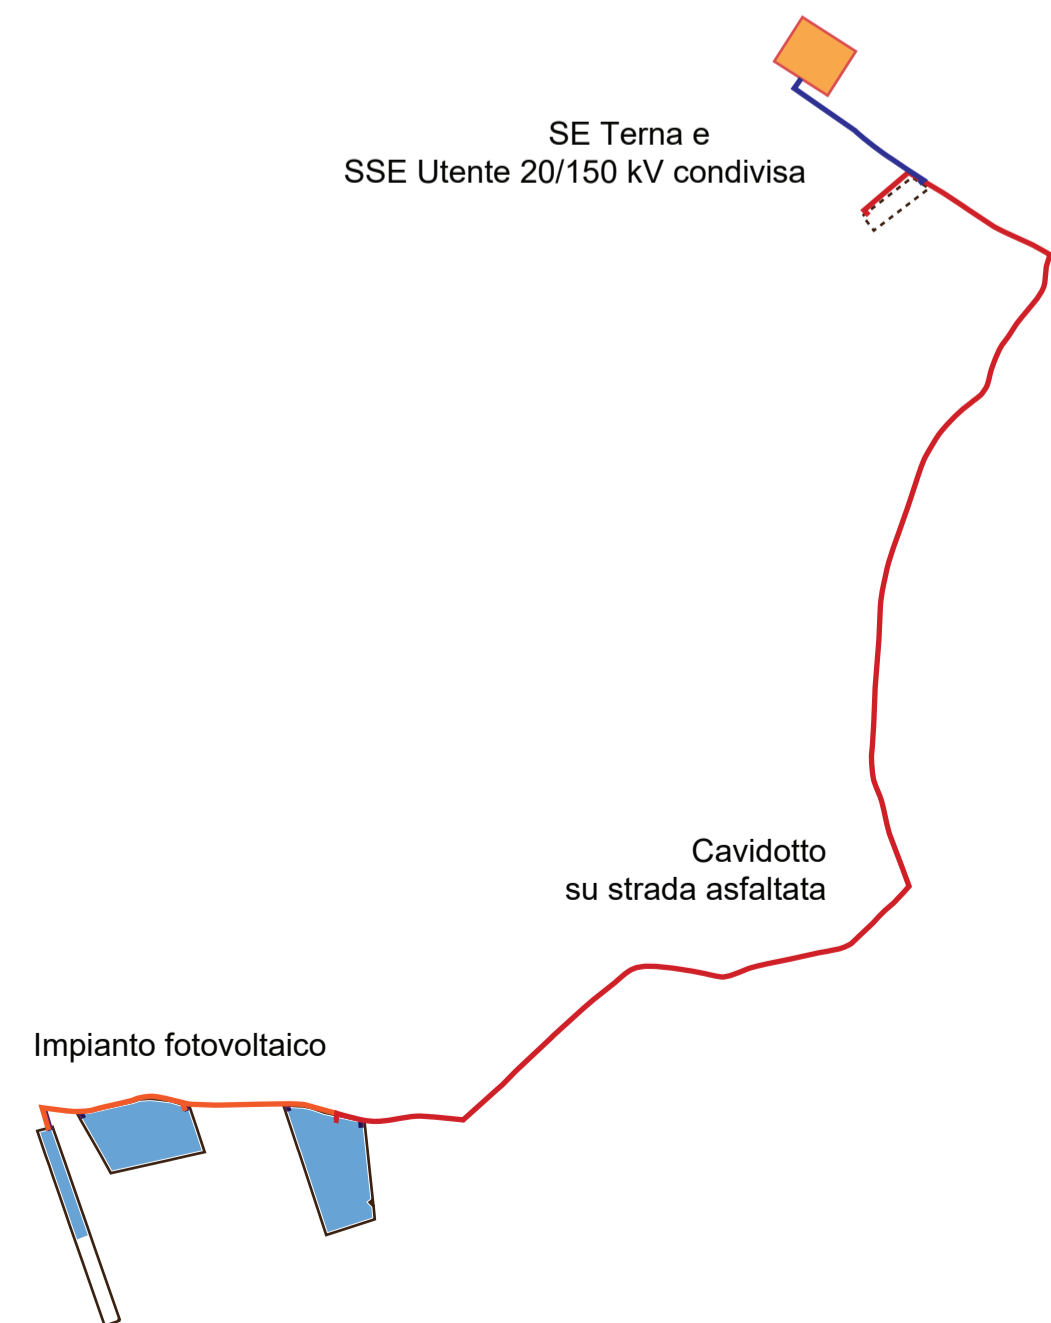 SE Terna e
SSE Utente 20/150 kV condivisa
Cavidotto
su strada asfaltata
Impianto fotovoltaico